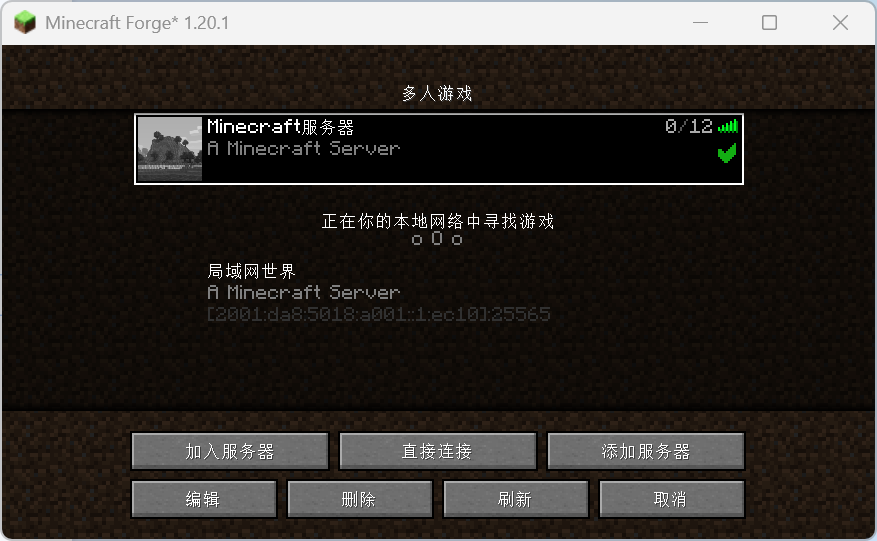 Minecraft Forge* 1.20.1
多人游戏
Minecraft服务器 0/12
A Minecraft Server
正在你的本地网络中寻找游戏
o O o
局域网世界
A Minecraft Server
[2001:da8:5018:a001::1:ec10]:25565
加入服务器 直接连接 添加服务器
编辑 删除 刷新 取消